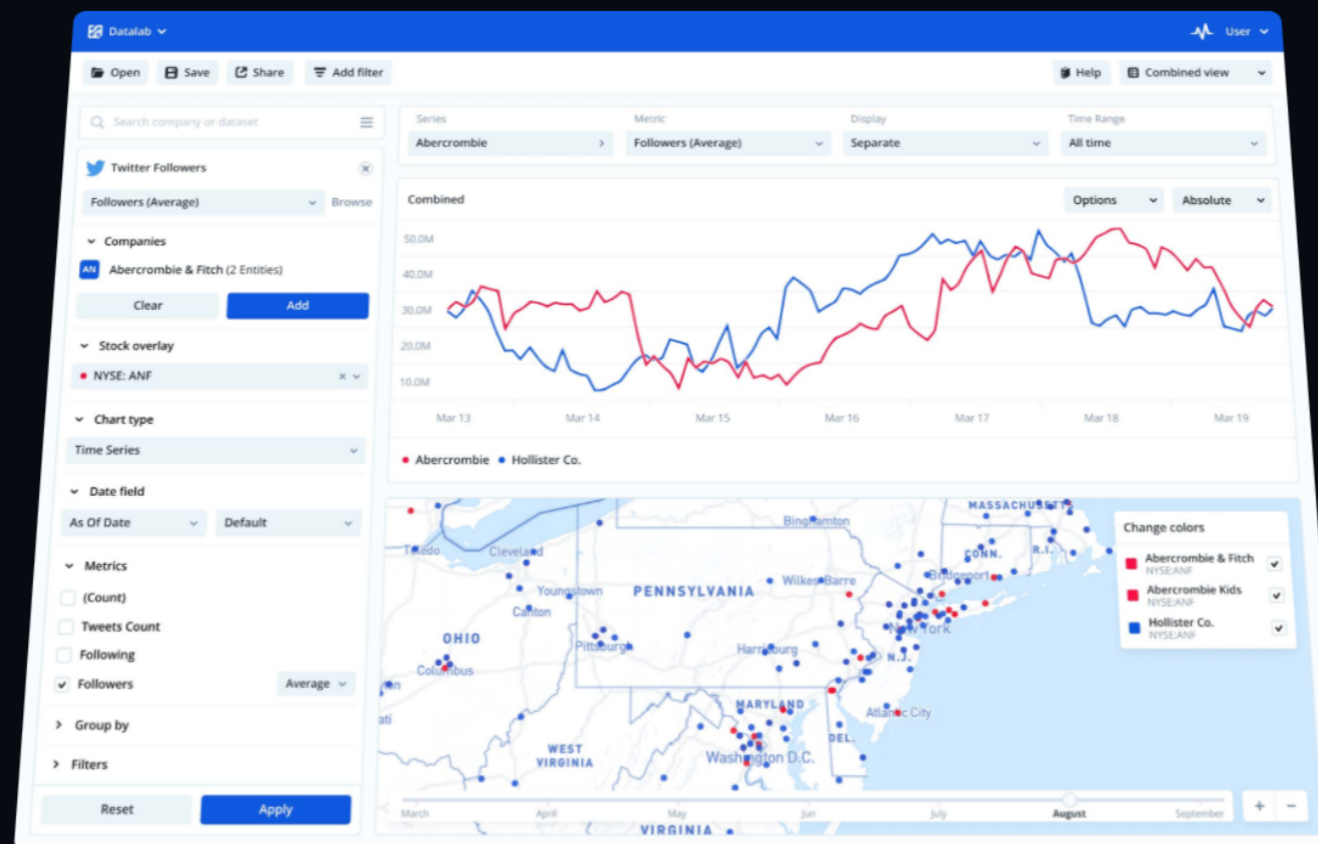 Datalab
User
Open Save Share Add filter
Help Combined view
Search company or dataset
Twitter Followers
Followers (Average) Browse
Companies
AN Abercrombie & Fitch (2 Entities)
Clear Add
Stock overlay
NYSE: ANF
Chart type
Time Series
Date field
As Of Date Default
Metrics
(Count)
Tweets Count
Following
Followers Average
Group by
Filters
Reset Apply
Series Metric Display Time Range
Abercrombie Followers (Average) Separate All time
Combined Options Absolute
50.0M
40.0M
30.0M
20.0M
10.0M
Mar 13 Mar 14 Mar 15 Mar 16 Mar 17 Mar 18 Mar 19
Abercrombie Hollister Co.
MASSACHUSETTS
Binghamton
Toledo Cleveland CONN. R.I.
Bridgeport
Youngstown PENNSYLVANIA Wilkes-Barre
Canton
New York
OHIO
Pittsburgh Harrisburg N.J.
Columbus
MARYLAND
Atlantic City
DEL.
WEST
VIRGINIA
Washington D.C.
VIRGINIA
Change colors
Abercrombie & Fitch
NYSE:ANF
Abercrombie Kids
NYSE:ANF
Hollister Co.
NYSE:ANF
March April May Jun July August September
+ −